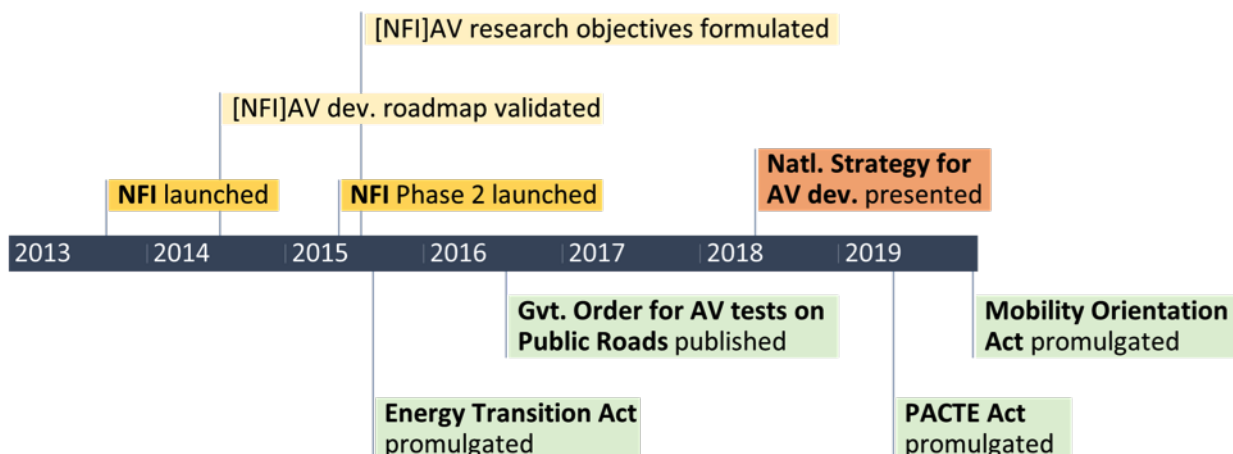 [NFI]AV research objectives formulated
[NFI]AV dev. roadmap validated
Natl. Strategy for
AV dev. presented
NFI launched
NFI Phase 2 launched
2013
2014
2015
2016
2017
2018
2019
Gvt. Order for AV tests on
Public Roads published
Mobility Orientation
Act promulgated
Energy Transition Act
promulgated
PACTE Act
promulgated